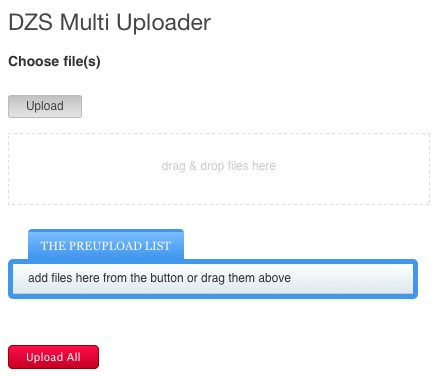 DZS Multi Uploader
Choose file(s)
Upload
drag & drop files here
THE PREUPLOAD LIST
add files here from the button or drag them above
Upload All